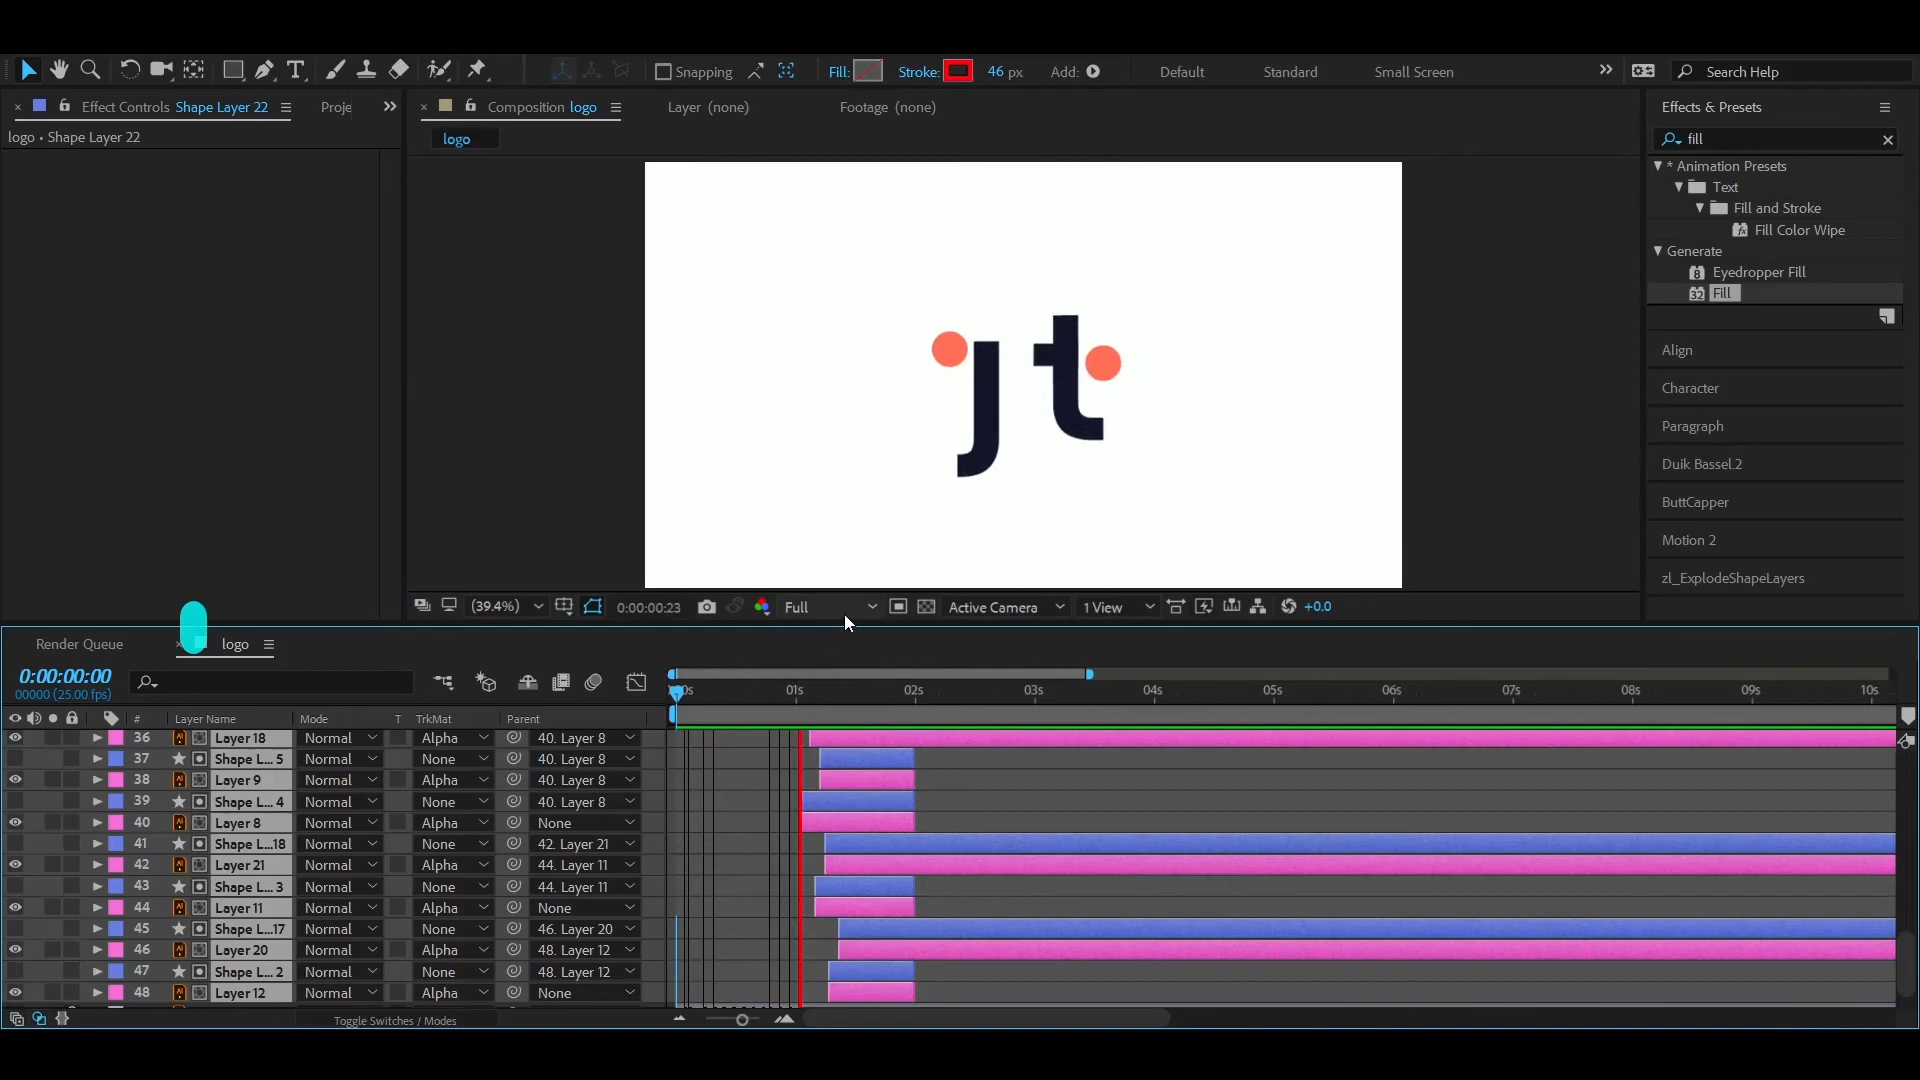 Snapping
Fill:
Stroke:
46 px
Add:
Default
Standard
Small Screen
Search Help
Effect Controls Shape Layer 22
Proje
Composition logo
Layer (none)
Footage (none)
Effects & Presets
logo • Shape Layer 22
logo
fill
* Animation Presets
Text
Fill and Stroke
Fill Color Wipe
Generate
Eyedropper Fill
Fill
jt
Align
Character
Paragraph
Duik Bassel.2
ButtCapper
Motion 2
zl_ExplodeShapeLayers
(39.4%)
0:00:00:23
Full
Active Camera
1 View
+0.0
Render Queue
logo
0:00:00:00
00000 (25.00 fps)
01s 02s 03s 04s 05s 06s 07s 08s 09s 10s
# Layer Name Mode T TrkMat Parent
36 Layer 18 Normal Alpha 40. Layer 8
37 Shape L... 5 Normal None 40. Layer 8
38 Layer 9 Normal Alpha 40. Layer 8
39 Shape L... 4 Normal None 40. Layer 8
40 Layer 8 Normal Alpha None
41 Shape L...18 Normal None 42. Layer 21
42 Layer 21 Normal Alpha 44. Layer 11
43 Shape L... 3 Normal None 44. Layer 11
44 Layer 11 Normal Alpha None
45 Shape L...17 Normal None 46. Layer 20
46 Layer 20 Normal Alpha 48. Layer 12
47 Shape L... 2 Normal None 48. Layer 12
48 Layer 12 Normal Alpha None
Toggle Switches / Modes